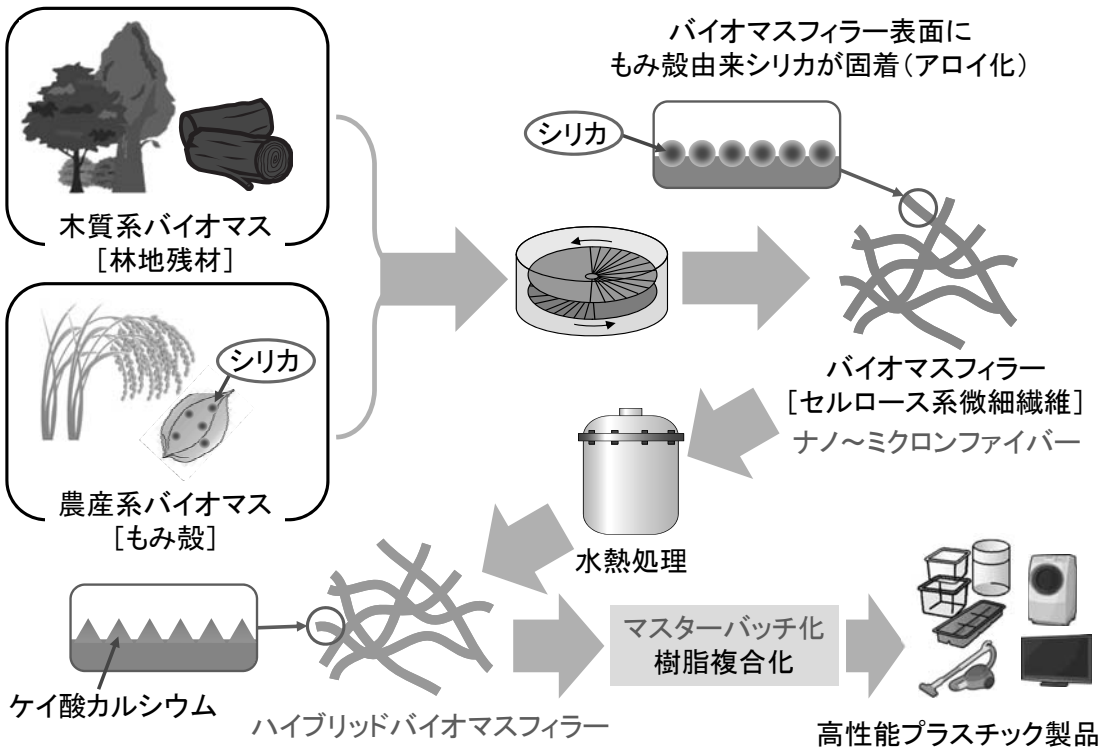 木質系バイオマス
［林地残材］
シリカ
農産系バイオマス
［もみ殻］
バイオマスフィラー表面に
もみ殻由来シリカが固着（アロイ化）
シリカ
バイオマスフィラー
［セルロース系微細繊維］
ナノ～ミクロンファイバー
水熱処理
ケイ酸カルシウム
ハイブリッドバイオマスフィラー
マスターバッチ化
樹脂複合化
高性能プラスチック製品